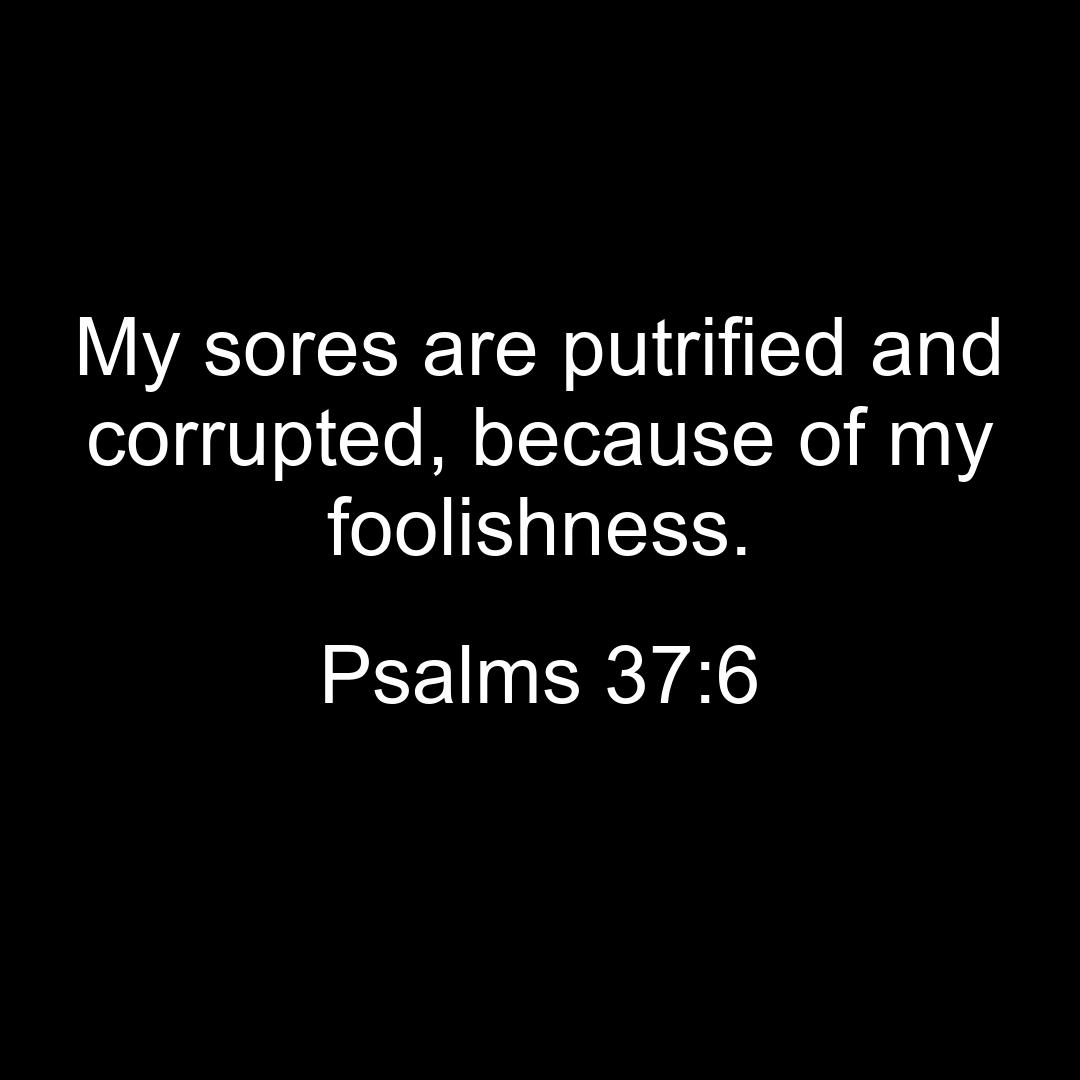 My sores are putrified and
corrupted, because of my
foolishness.
Psalms 37:6